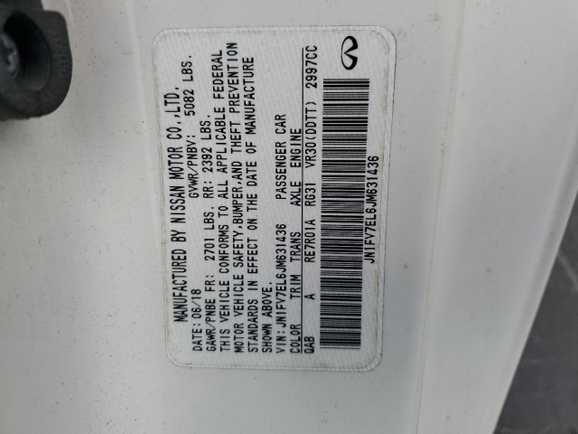 MANUFACTURED BY NISSAN MOTOR CO.,LTD.
DATE: 06/18 GVWR/PNBV: 5082 LBS.
GAWR/PNBE FR: 2701 LBS. RR: 2392 LBS.
THIS VEHICLE CONFORMS TO ALL APPLICABLE FEDERAL
MOTOR VEHICLE SAFETY,BUMPER,AND THEFT PREVENTION
STANDARDS IN EFFECT ON THE DATE OF MANUFACTURE
SHOWN ABOVE.
VIN: JN1FV7EL6JM631436 PASSENGER CAR
COLOR TRIM TRANS AXLE ENGINE
QAB A RE7R01A RG31 VR30(DDTT) 2997CC
JN1FV7EL6JM631436